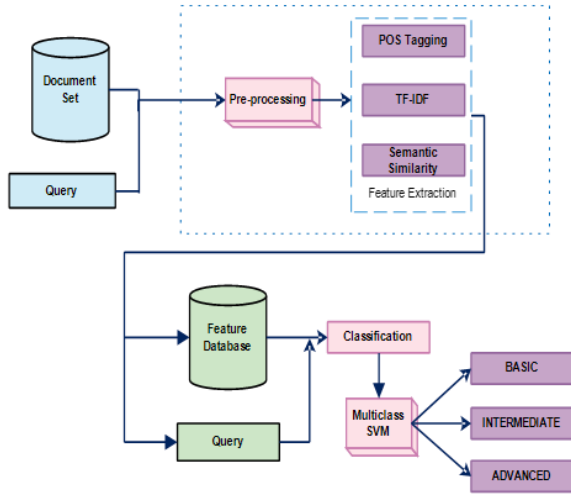 POS Tagging
Document
Set
Pre-processing
TF-IDF
Semantic
Similarity
Query
Feature Extraction
Feature
Database
Classification
BASIC
Multiclass
SVM
INTERMEDIATE
Query
ADVANCED